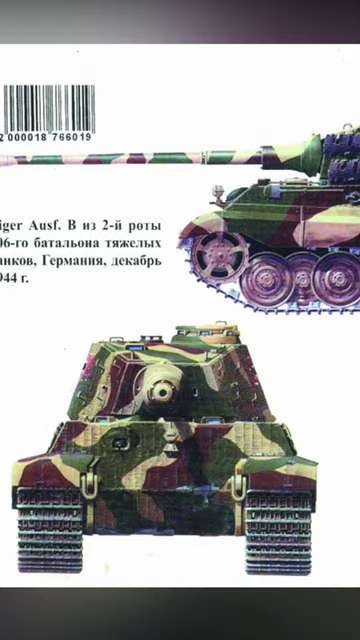 2 000018 766019
iger Ausf. B из 2-й роты
06-го батальона тяжелых
анков, Германия, декабрь
944 г.